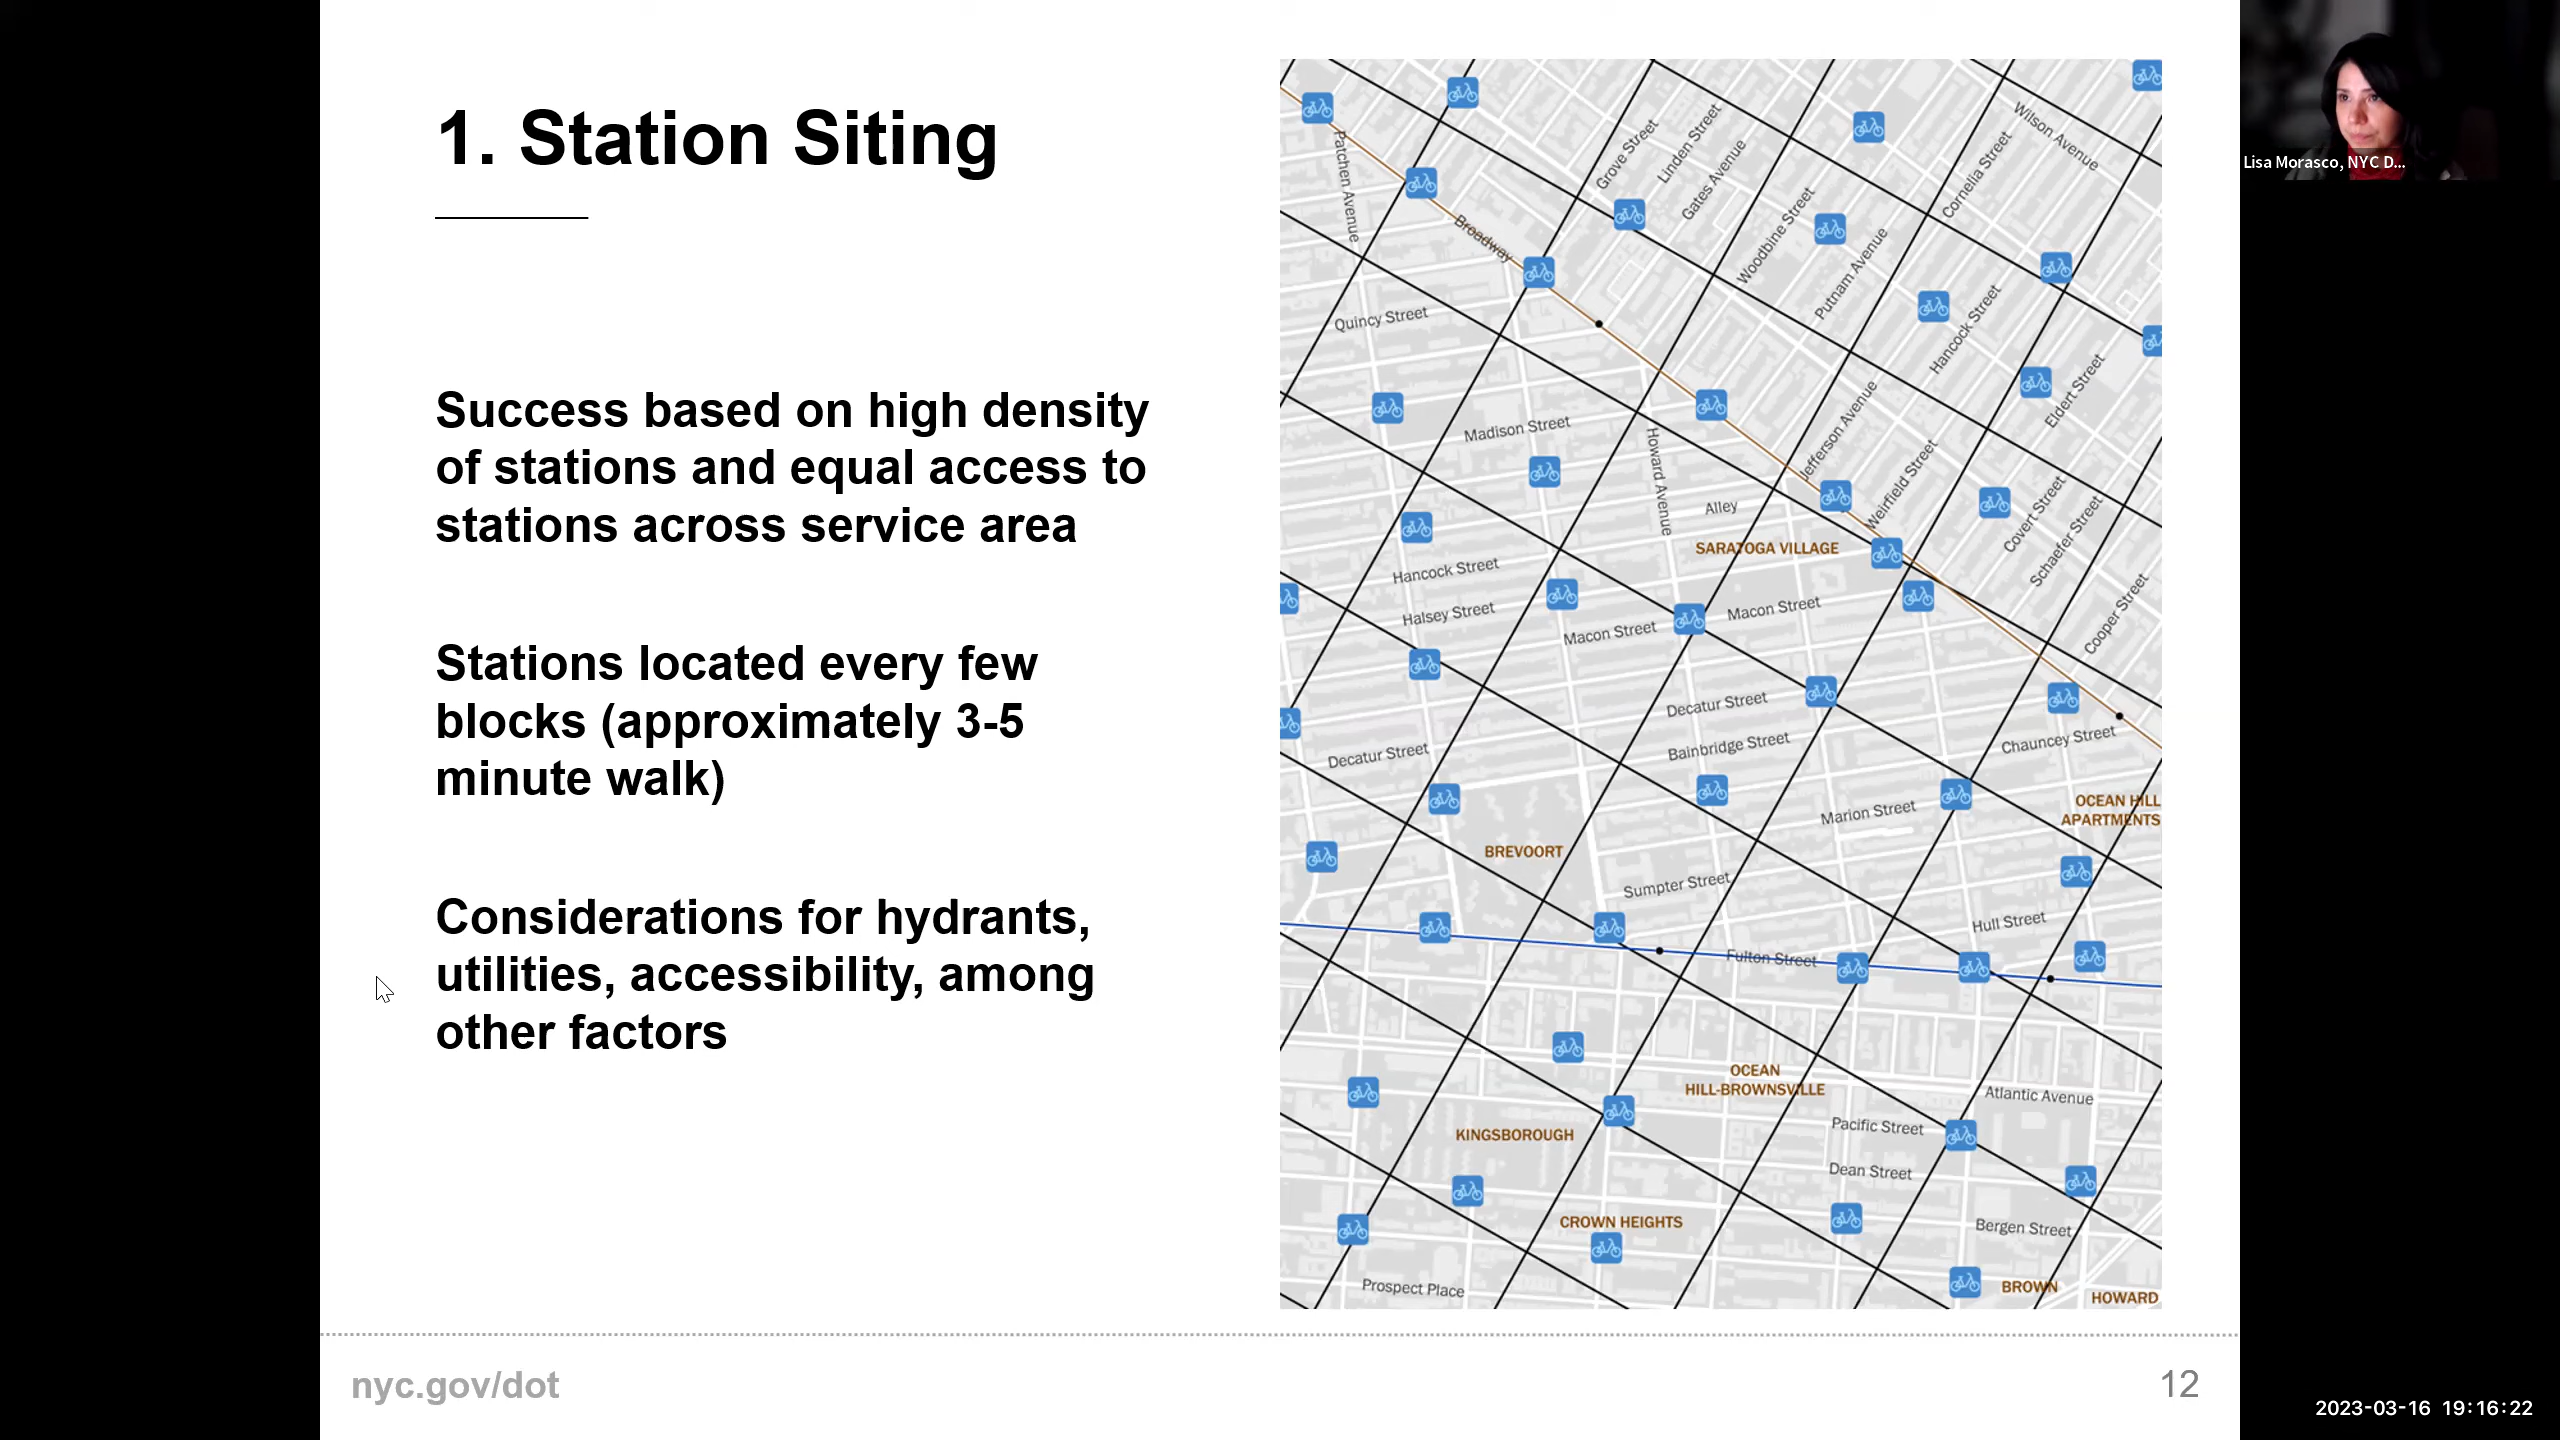 1. Station Siting
Success based on high density
of stations and equal access to
stations across service area
Stations located every few
blocks (approximately 3-5
minute walk)
Considerations for hydrants,
utilities, accessibility, among
other factors
Patchen Avenue
Broadway
Grove Street
Linden Street
Gates Avenue
Woodbine Street
Putnam Avenue
Cornelia Street
Wilson Avenue
Quincy Street
Hancock Street
Eldert Street
Madison Street
Howard Avenue
Jefferson Avenue
Weirfield Street
Alley
Covert Street
Schaefer Street
SARATOGA VILLAGE
Hancock Street
Halsey Street
Macon Street
Macon Street
Cooper Street
Decatur Street
Bainbridge Street
Decatur Street
Chauncey Street
Marion Street
OCEAN HILL
APARTMENTS
BREVOORT
Sumpter Street
Hull Street
Fulton Street
OCEAN
HILL-BROWNSVILLE
Atlantic Avenue
KINGSBOROUGH
Pacific Street
Dean Street
CROWN HEIGHTS
Bergen Street
Prospect Place
BROWN
HOWARD
nyc.gov/dot
12
Lisa Morasco, NYC D...
2023-03-16 19:16:22